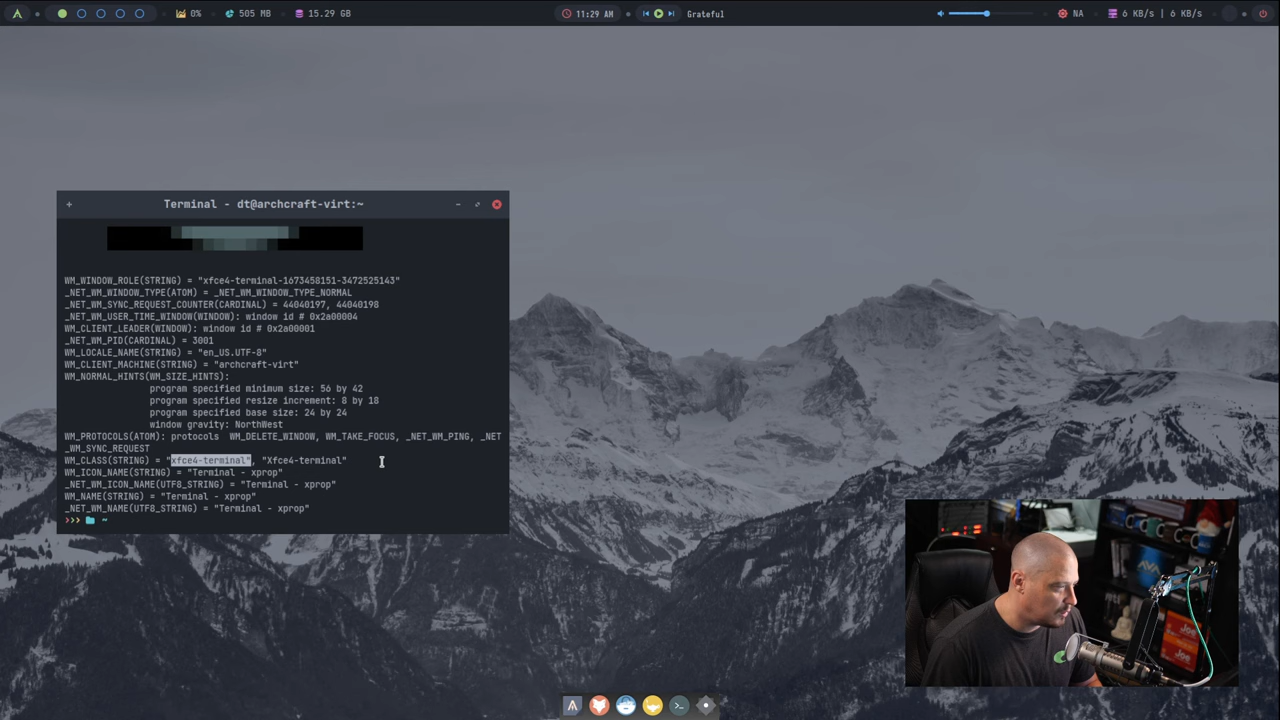 0% 505 MB 15.29 GB 11:29 AM Grateful NA 6 KB/s | 6 KB/s
Terminal - dt@archcraft-virt:~
WM_WINDOW_ROLE(STRING) = "xfce4-terminal-1673458151-3472525143"
_NET_WM_WINDOW_TYPE(ATOM) = _NET_WM_WINDOW_TYPE_NORMAL
_NET_WM_SYNC_REQUEST_COUNTER(CARDINAL) = 44040197, 44040198
_NET_WM_USER_TIME_WINDOW(WINDOW): window id # 0x2a00004
WM_CLIENT_LEADER(WINDOW): window id # 0x2a00001
_NET_WM_PID(CARDINAL) = 3001
WM_LOCALE_NAME(STRING) = "en_US.UTF-8"
WM_CLIENT_MACHINE(STRING) = "archcraft-virt"
WM_NORMAL_HINTS(WM_SIZE_HINTS):
program specified minimum size: 56 by 42
program specified resize increment: 8 by 18
program specified base size: 24 by 24
window gravity: NorthWest
WM_PROTOCOLS(ATOM): protocols  WM_DELETE_WINDOW, WM_TAKE_FOCUS, _NET_WM_PING, _NET
_WM_SYNC_REQUEST
WM_CLASS(STRING) = "xfce4-terminal", "Xfce4-terminal"
WM_ICON_NAME(STRING) = "Terminal - xprop"
_NET_WM_ICON_NAME(UTF8_STRING) = "Terminal - xprop"
WM_NAME(STRING) = "Terminal - xprop"
_NET_WM_NAME(UTF8_STRING) = "Terminal - xprop"
>>> ~
AVA
Joe